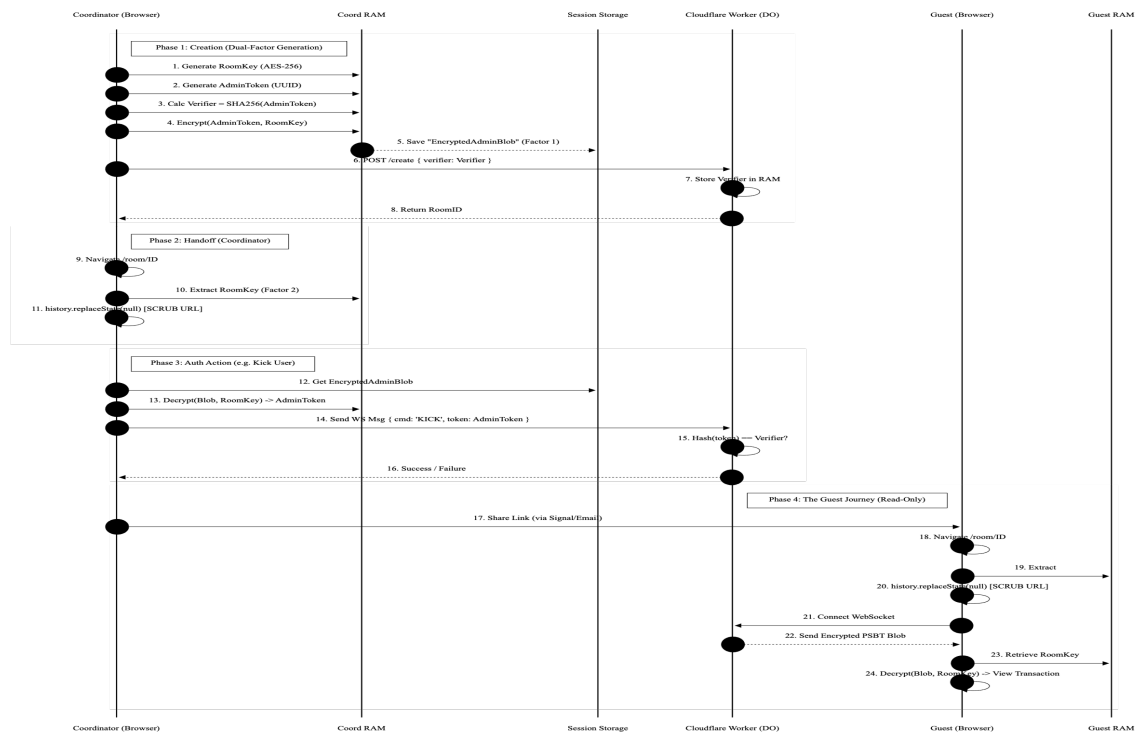 Coordinator (Browser)
Coord RAM
Session Storage
Cloudflare Worker (DO)
Guest (Browser)
Guest RAM
Phase 1: Creation (Dual-Factor Generation)
1. Generate RoomKey (AES-256)
2. Generate AdminToken (UUID)
3. Calc Verifier = SHA256(AdminToken)
4. Encrypt(AdminToken, RoomKey)
5. Save "EncryptedAdminBlob" (Factor 1)
6. POST /create { verifier: Verifier }
7. Store Verifier in RAM
8. Return RoomID
Phase 2: Handoff (Coordinator)
9. Navigate /room/ID
10. Extract RoomKey (Factor 2)
11. history.replaceState(null) [SCRUB URL]
Phase 3: Auth Action (e.g. Kick User)
12. Get EncryptedAdminBlob
13. Decrypt(Blob, RoomKey) -> AdminToken
14. Send WS Msg { cmd: 'KICK', token: AdminToken }
15. Hash(token) == Verifier?
16. Success / Failure
Phase 4: The Guest Journey (Read-Only)
17. Share Link (via Signal/Email)
18. Navigate /room/ID
19. Extract
20. history.replaceState(null) [SCRUB URL]
21. Connect WebSocket
22. Send Encrypted PSBT Blob
23. Retrieve RoomKey
24. Decrypt(Blob, RoomKey) -> View Transaction
Coordinator (Browser)
Coord RAM
Session Storage
Cloudflare Worker (DO)
Guest (Browser)
Guest RAM